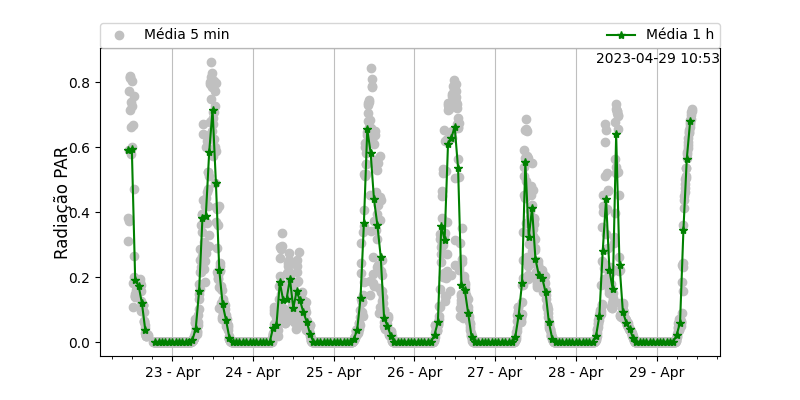 Média 5 min
Média 1 h
2023-04-29 10:53
Radiação PAR
0.8
0.6
0.4
0.2
0.0
23 - Apr
24 - Apr
25 - Apr
26 - Apr
27 - Apr
28 - Apr
29 - Apr